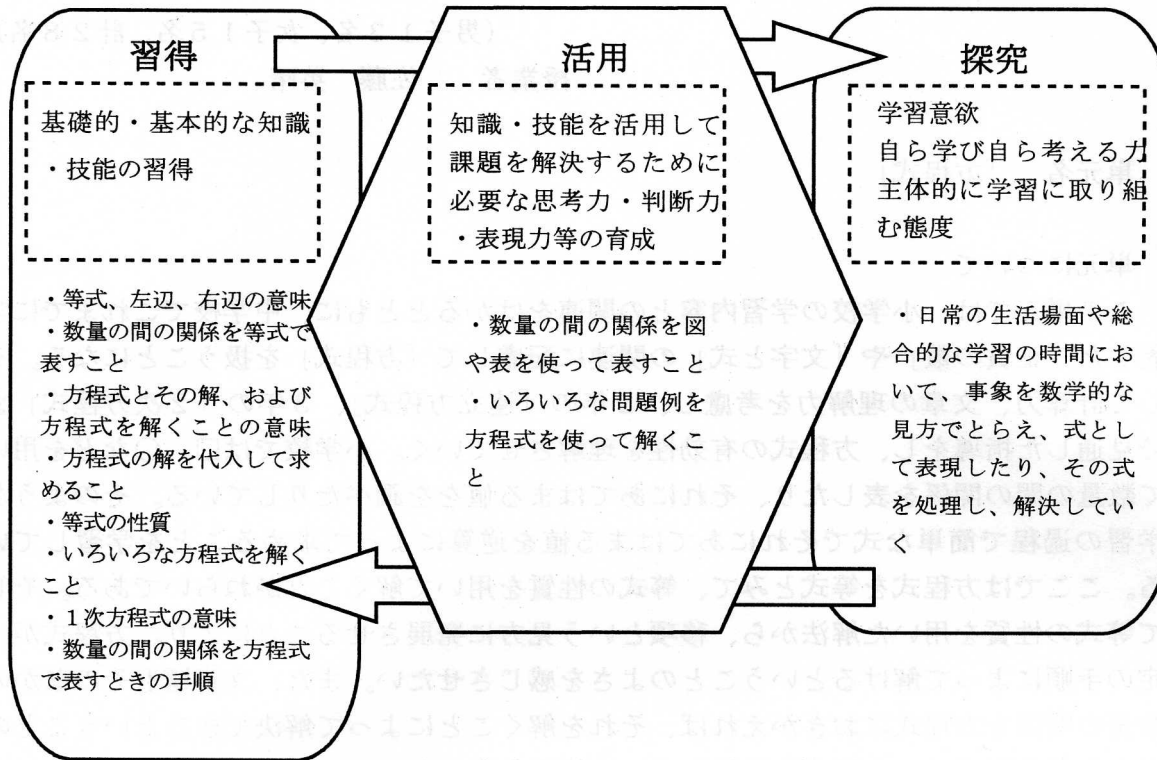 習得
基礎的・基本的な知識
・技能の習得
・等式、左辺、右辺の意味
・数量の間の関係を等式で
表すこと
・方程式とその解、および
方程式を解くことの意味
・方程式の解を代入して求
めること
・等式の性質
・いろいろな方程式を解く
こと
・１次方程式の意味
・数量の間の関係を方程式
で表すときの手順
活用
知識・技能を活用して
課題を解決するために
必要な思考力・判断力
・表現力等の育成
・数量の間の関係を図
や表を使って表すこと
・いろいろな問題例を
方程式を使って解くこ
と
探究
学習意欲
自ら学び自ら考える力
主体的に学習に取り組
む態度
・日常の生活場面や総
合的な学習の時間にお
いて、事象を数学的な
見方でとらえ、式とし
て表現したり、その式
を処理し、解決してい
く